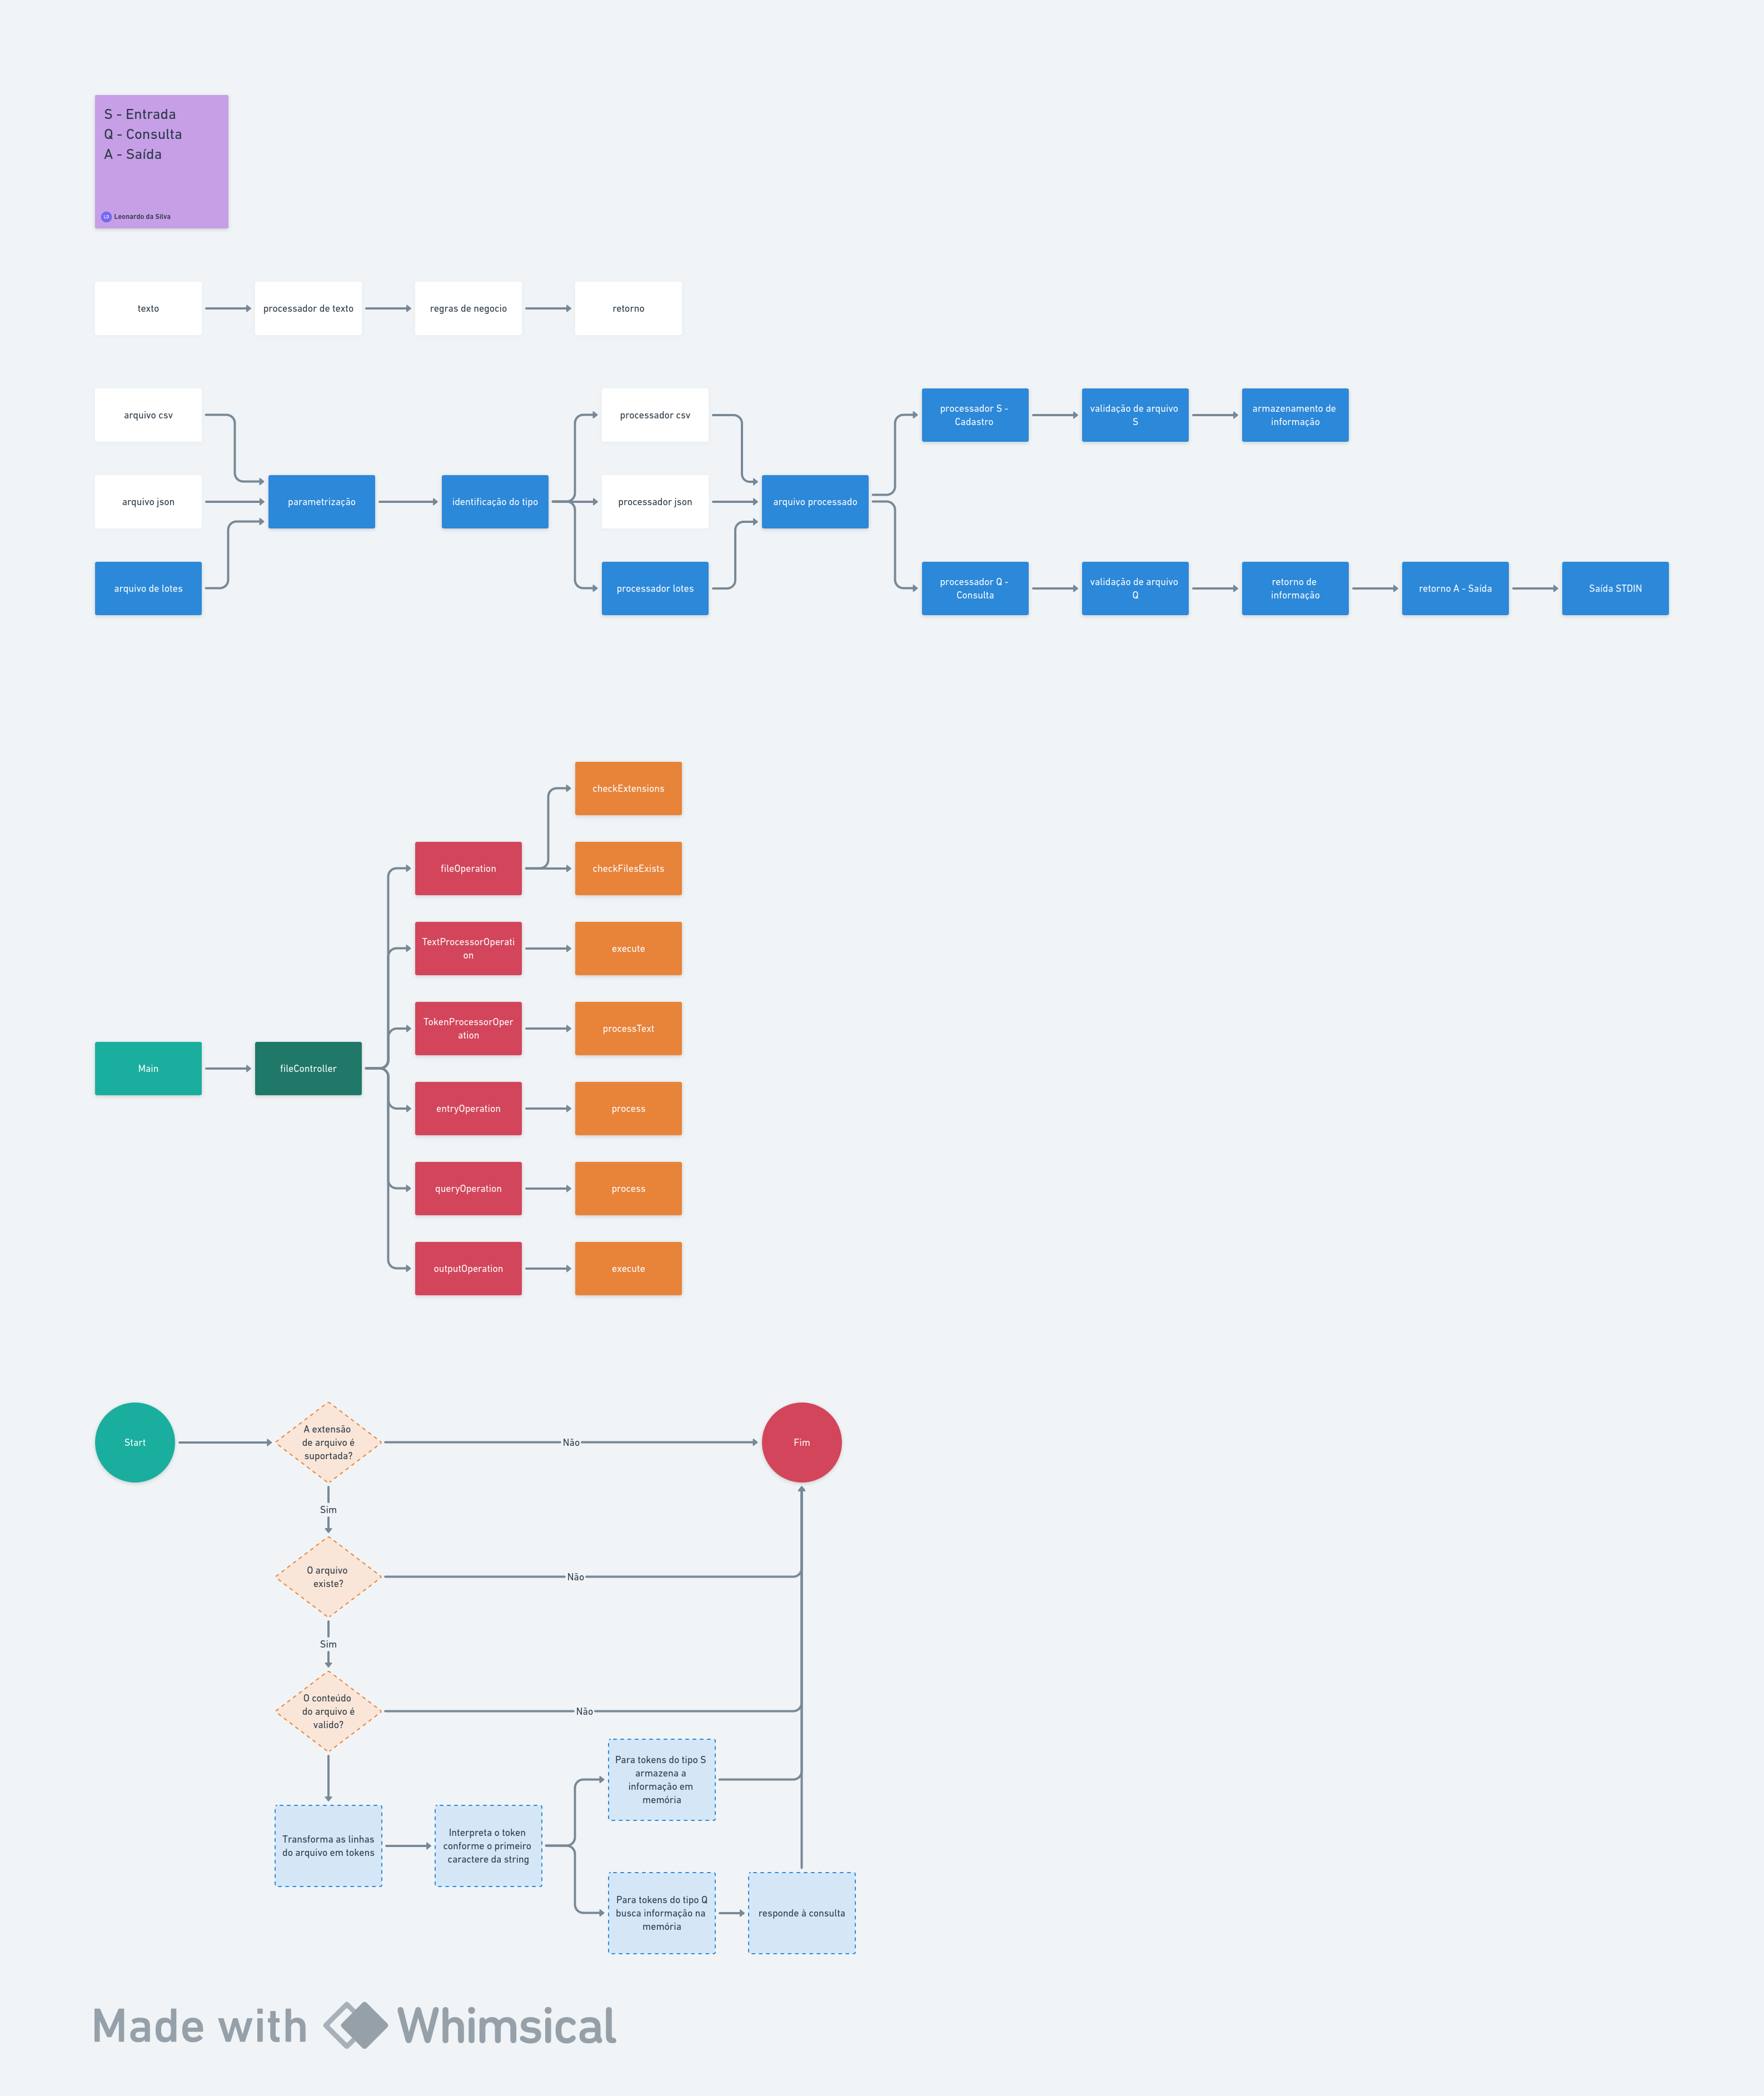 S - Entrada
Q - Consulta
A - Saída
LS
Leonardo da Silva
texto
processador de texto
regras de negocio
retorno
arquivo csv
processador csv
processador S -
Cadastro
validação de arquivo
S
armazenamento de
informação
arquivo json
parametrização
identificação do tipo
processador json
arquivo processado
arquivo de lotes
processador lotes
processador Q -
Consulta
validação de arquivo
Q
retorno de
informação
retorno A - Saída
Saída STDIN
checkExtensions
fileOperation
checkFilesExists
TextProcessorOperati
on
execute
TokenProcessorOper
ation
processText
Main
fileController
entryOperation
process
queryOperation
process
outputOperation
execute
Start
A extensão
de arquivo é
suportada?
Não
Fim
Sim
O arquivo
existe?
Não
Sim
O conteúdo
do arquivo é
valido?
Não
Para tokens do tipo S
armazena a
informação em
memória
Transforma as linhas
do arquivo em tokens
Interpreta o token
conforme o primeiro
caractere da string
Para tokens do tipo Q
busca informação na
memória
responde à consulta
Made with Whimsical